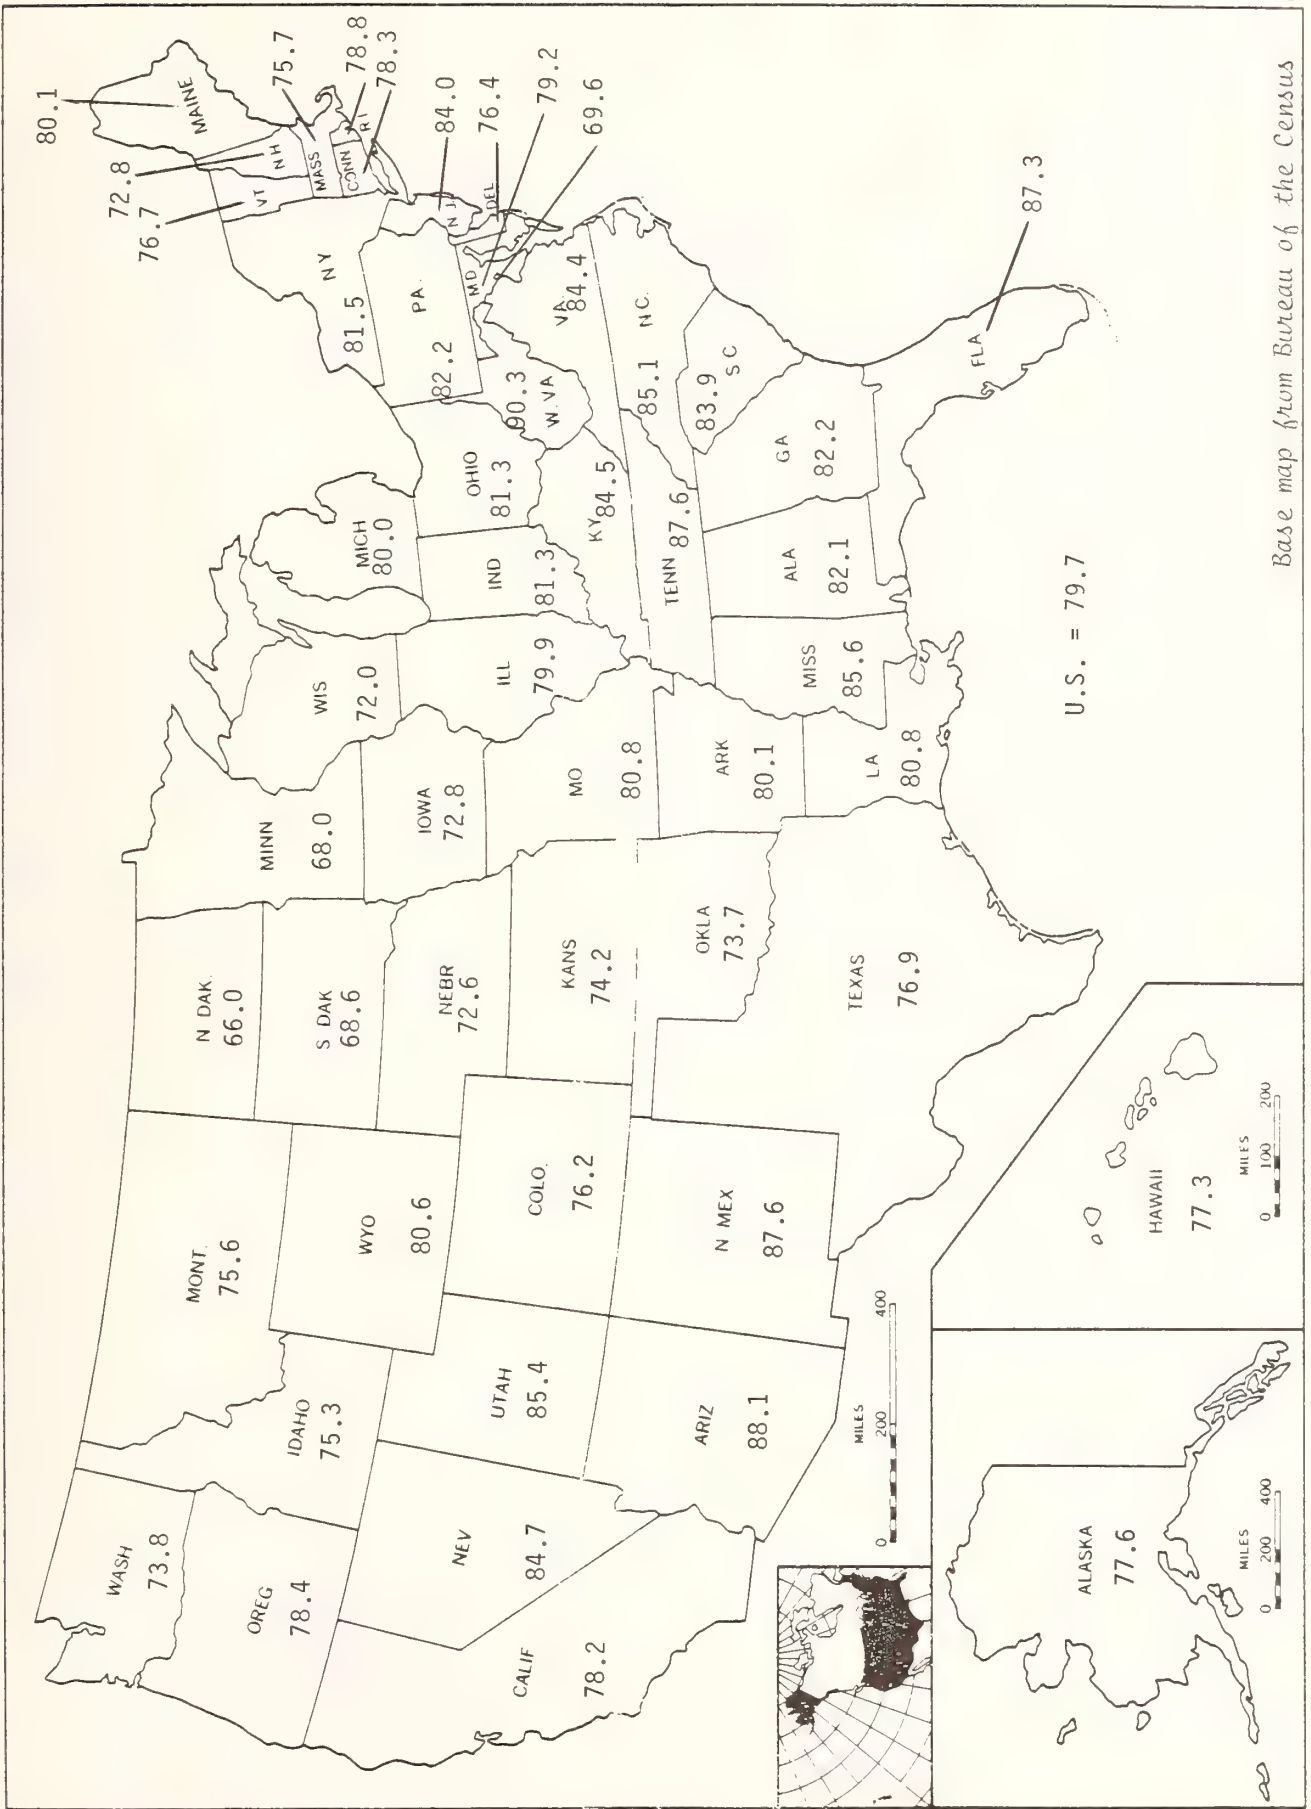 WASH
73.8
OREG
78.4
CALIF
78.2
NEV
84.7
IDAHO
75.3
MONT.
75.6
WYO
80.6
UTAH
85.4
COLO.
76.2
ARIZ
88.1
N MEX
87.6
N DAK.
66.0
S DAK
68.6
NEBR
72.6
KANS
74.2
OKLA
73.7
TEXAS
76.9
MINN
68.0
IOWA
72.8
MO
80.8
ARK
80.1
LA
80.8
WIS
72.0
ILL
79.9
MICH
80.0
IND
81.3
OHIO
81.3
KY
84.5
TENN
87.6
MISS
85.6
ALA
82.1
GA
82.2
FLA
87.3
S C
83.9
N C.
85.1
VA.
84.4
W. VA
90.3
PA.
82.2
NY
81.5
VT
76.7
N H
72.8
MAINE
80.1
MASS
75.7
R I
78.8
CONN
78.3
N J.
84.0
DEL
76.4
MD
79.2
69.6
U.S. = 79.7
MILES
0 200 400
ALASKA
77.6
MILES
0 200 400
HAWAII
77.3
MILES
0 100 200
Base map from Bureau of the Census